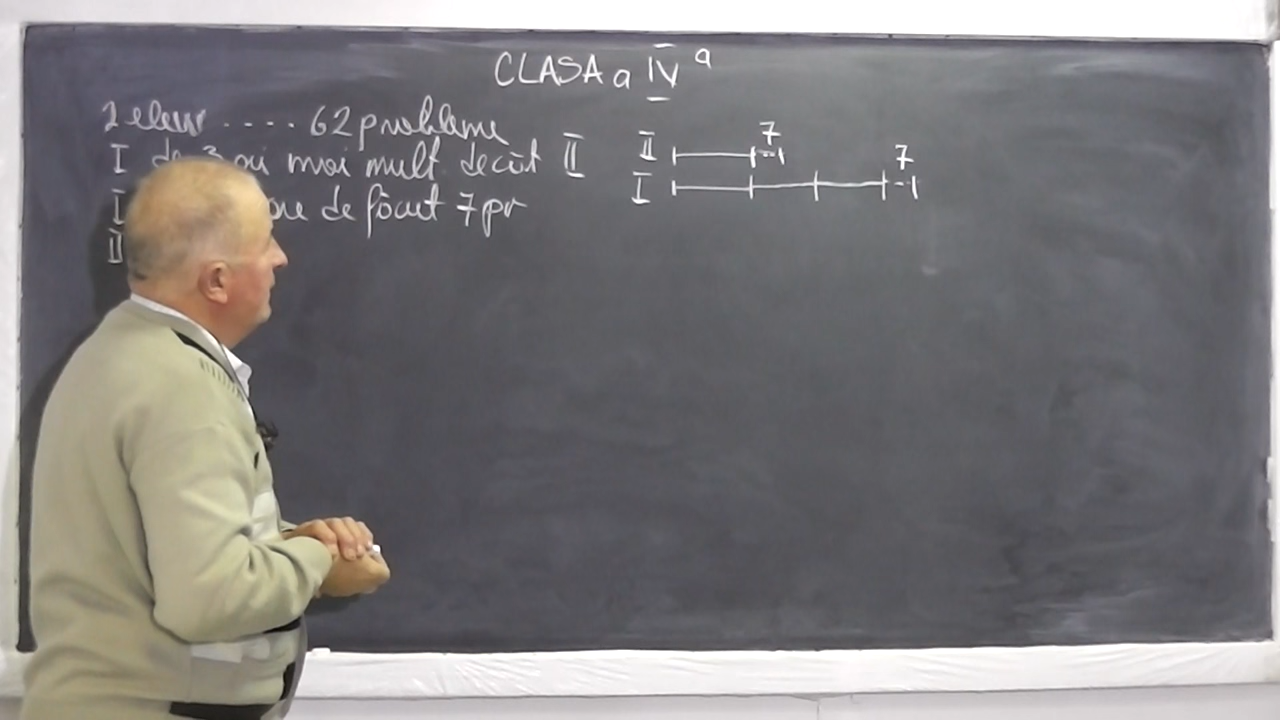 CLASA a IV a
2 elevi .... 62 probleme
I de 3 ori mai mult decât II
I de făcut 7 pr
II
II 7
I 7